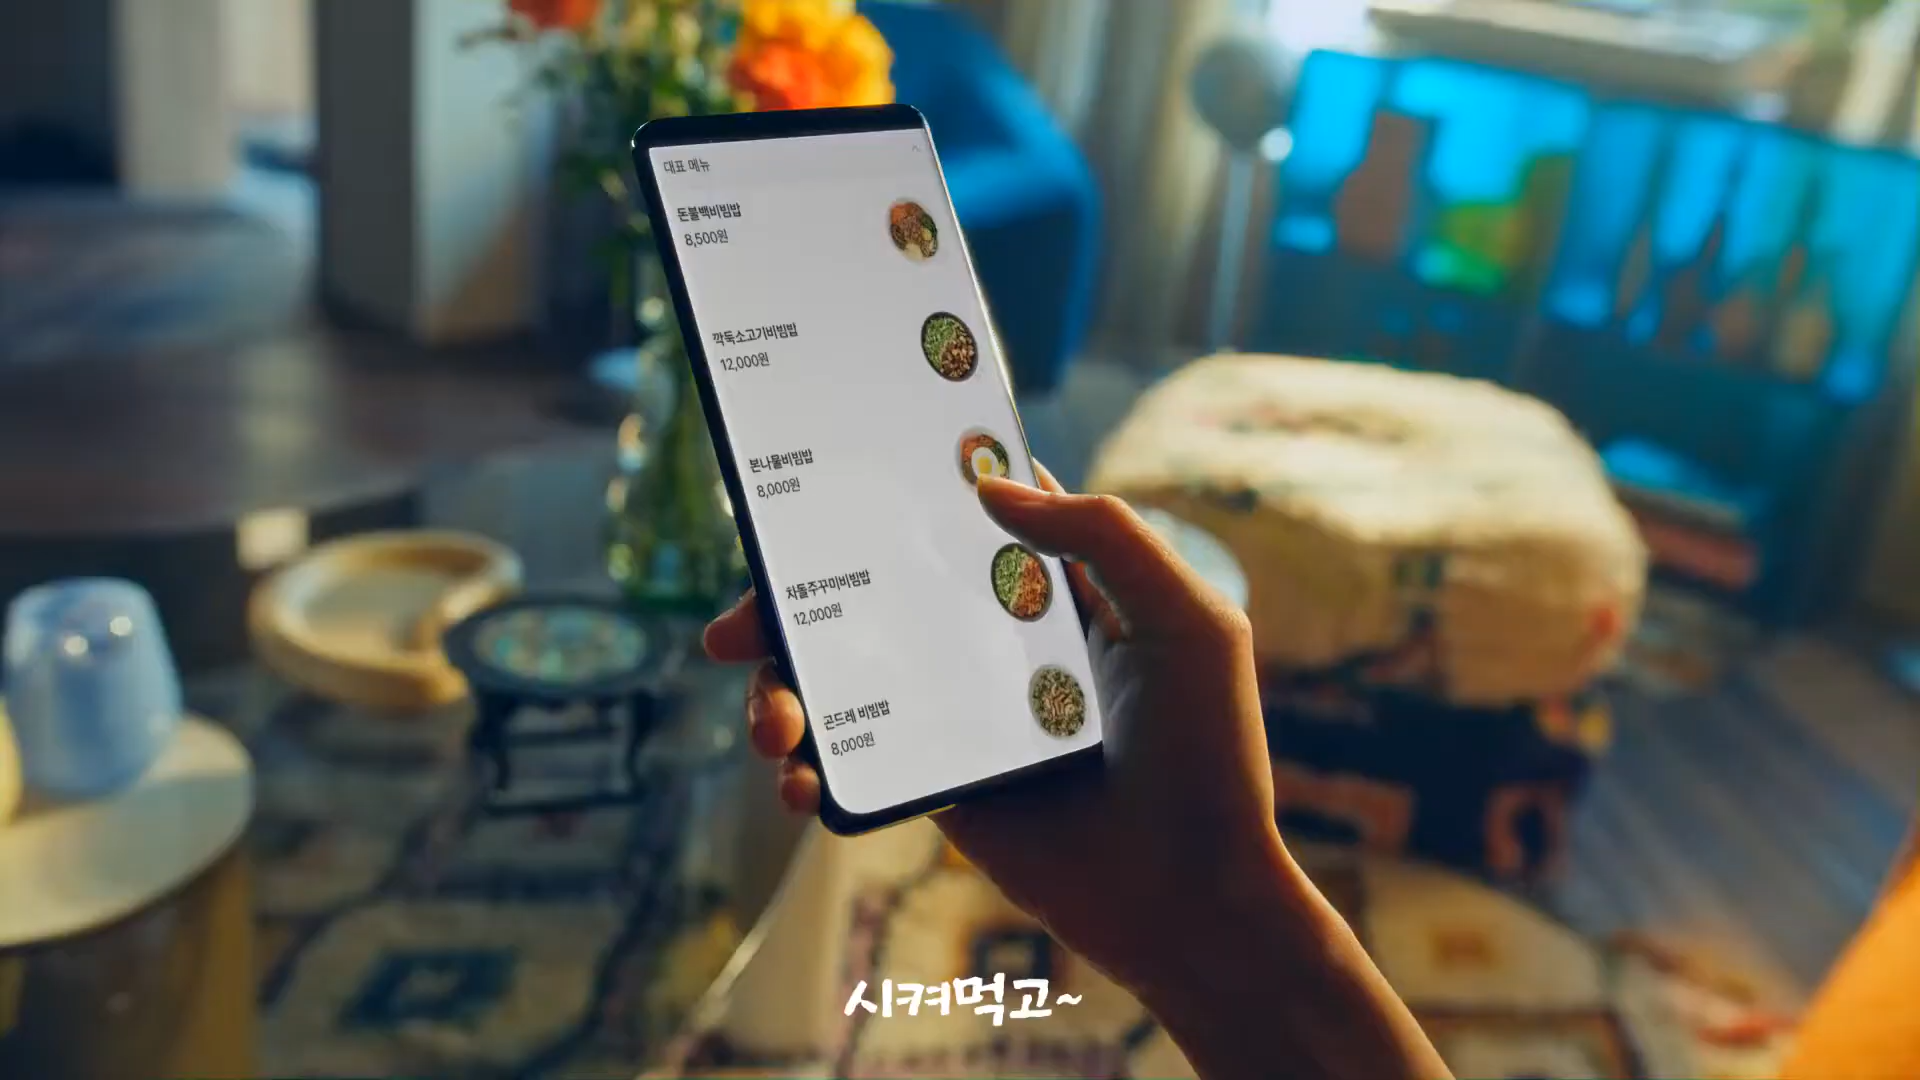 대표 메뉴
돈불백비빔밥
8,500원
깍둑소고기비빔밥
12,000원
본나물비빔밥
8,000원
차돌주꾸미비빔밥
12,000원
곤드레 비빔밥
8,000원
시켜먹고~